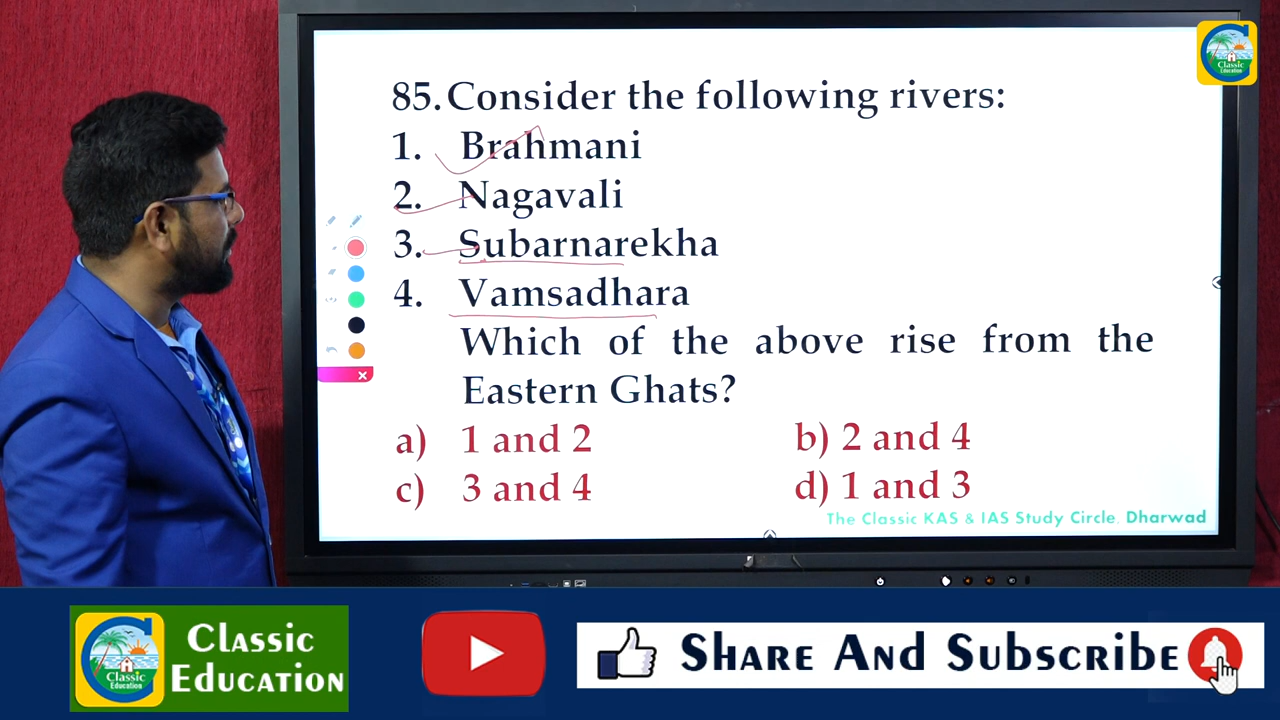 85. Consider the following rivers:
1. Brahmani
2. Nagavali
3. Subarnarekha
4. Vamsadhara
Which of the above rise from the
Eastern Ghats?
a) 1 and 2 b) 2 and 4
c) 3 and 4 d) 1 and 3
The Classic KAS & IAS Study Circle. Dharwad
Classic
Education
Classic
Education
Classic
Education
Share And Subscribe